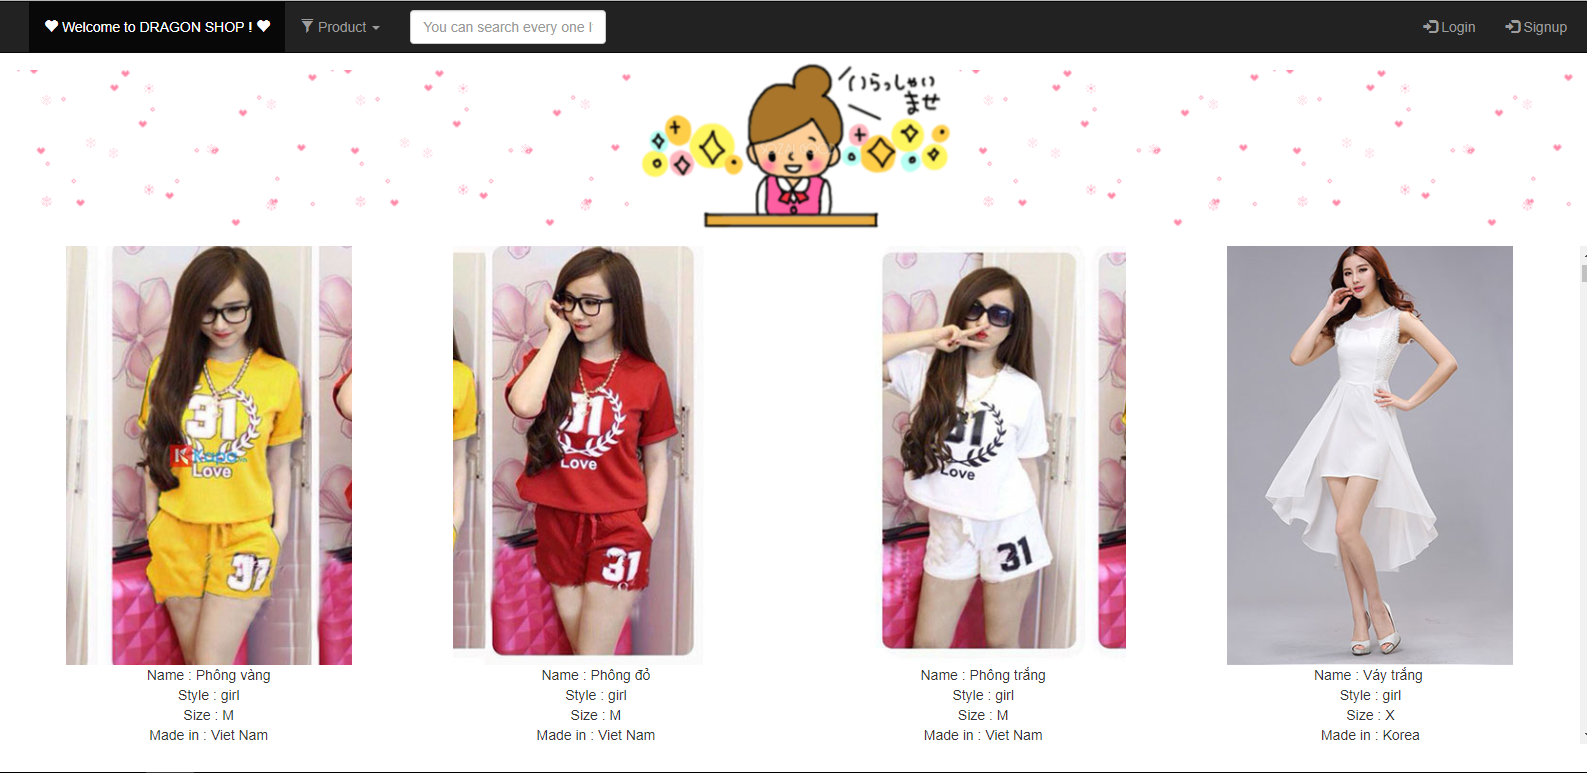 Welcome to DRAGON SHOP ! Product You can search every one Login Signup
いらっしゃい
ませ
31
Love
Kapa.vn
31
31
Love
31
31
Love
31
Name : Phông vàng
Style : girl
Size : M
Made in : Viet Nam
Name : Phông đỏ
Style : girl
Size : M
Made in : Viet Nam
Name : Phông trắng
Style : girl
Size : M
Made in : Viet Nam
Name : Váy trắng
Style : girl
Size : X
Made in : Korea